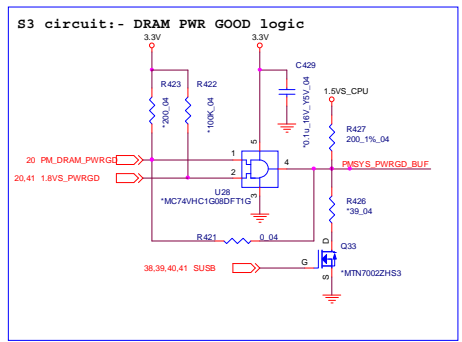 S3 circuit:- DRAM PWR GOOD logic
3.3V
3.3V
C429
*0.1u_16V_Y5V_04
R423
*200_04
R422
*100K_04
1.5VS_CPU
R427
200_1%_04
5
1
2
4
3
20 PM_DRAM_PWRGD
20,41 1.8VS_PWRGD
U28
*MC74VHC1G08DFT1G
PMSYS_PWRGD_BUF
R426
*39_04
R421
0_04
D
Q33
G
*MTN7002ZHS3
S
38,39,40,41 SUSB